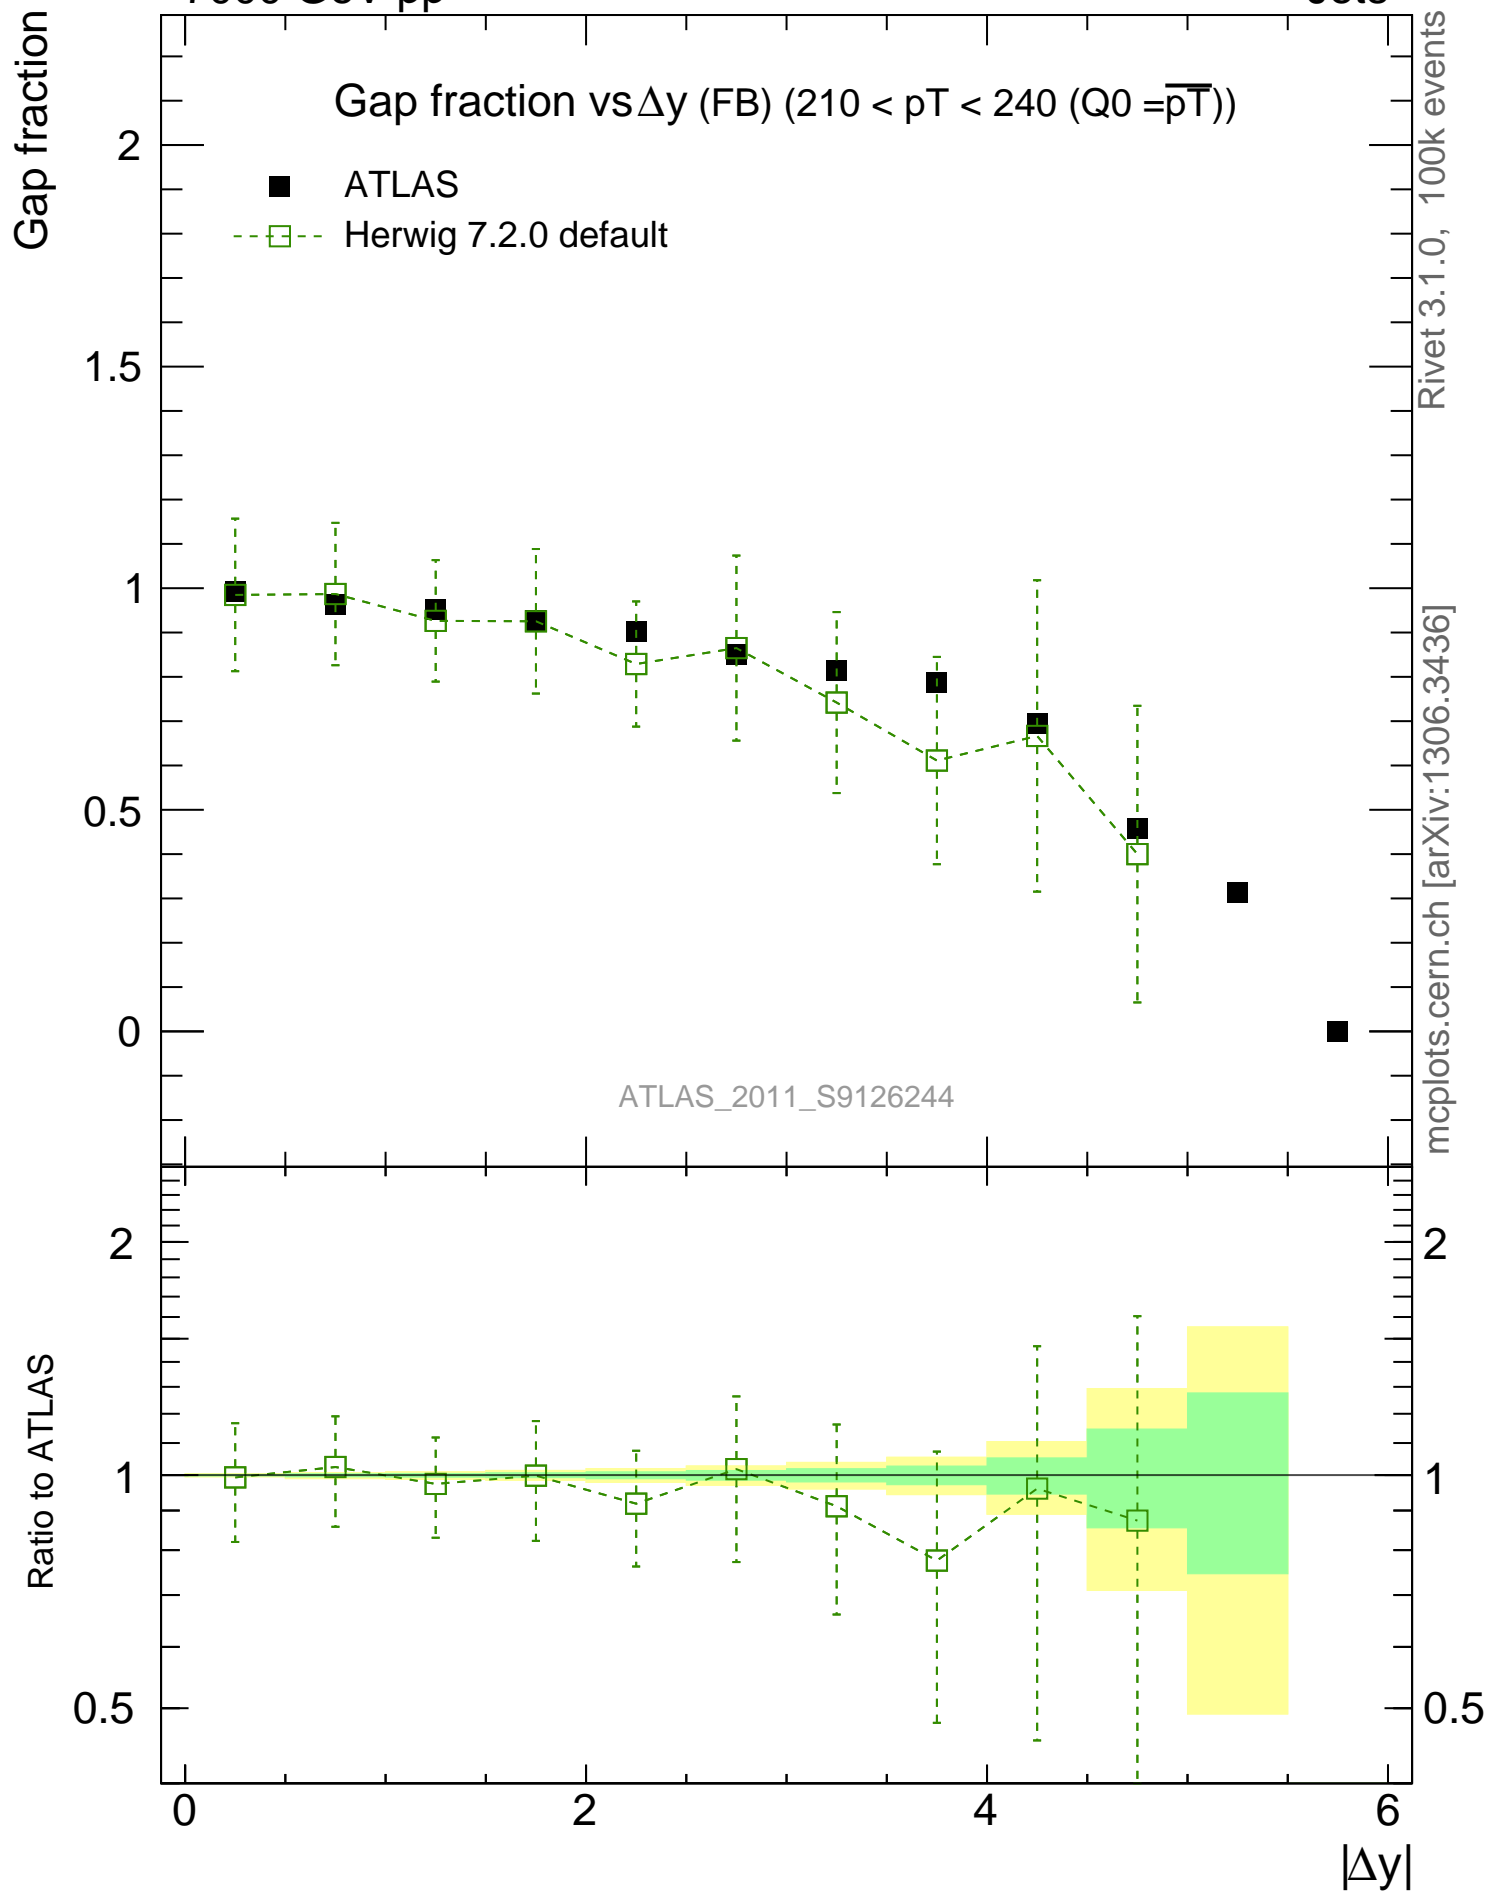 Gap fraction vs Δy (FB) (210 < pT < 240 (Q0 = p̅T̅))
Gap fraction
ATLAS
Herwig 7.2.0 default
2
1.5
1
0.5
0
ATLAS_2011_S9126244
Rivet 3.1.0, 100k events
mcplots.cern.ch [arXiv:1306.3436]
Ratio to ATLAS
2
1
0.5
2
1
0.5
0
2
4
6
|Δy|